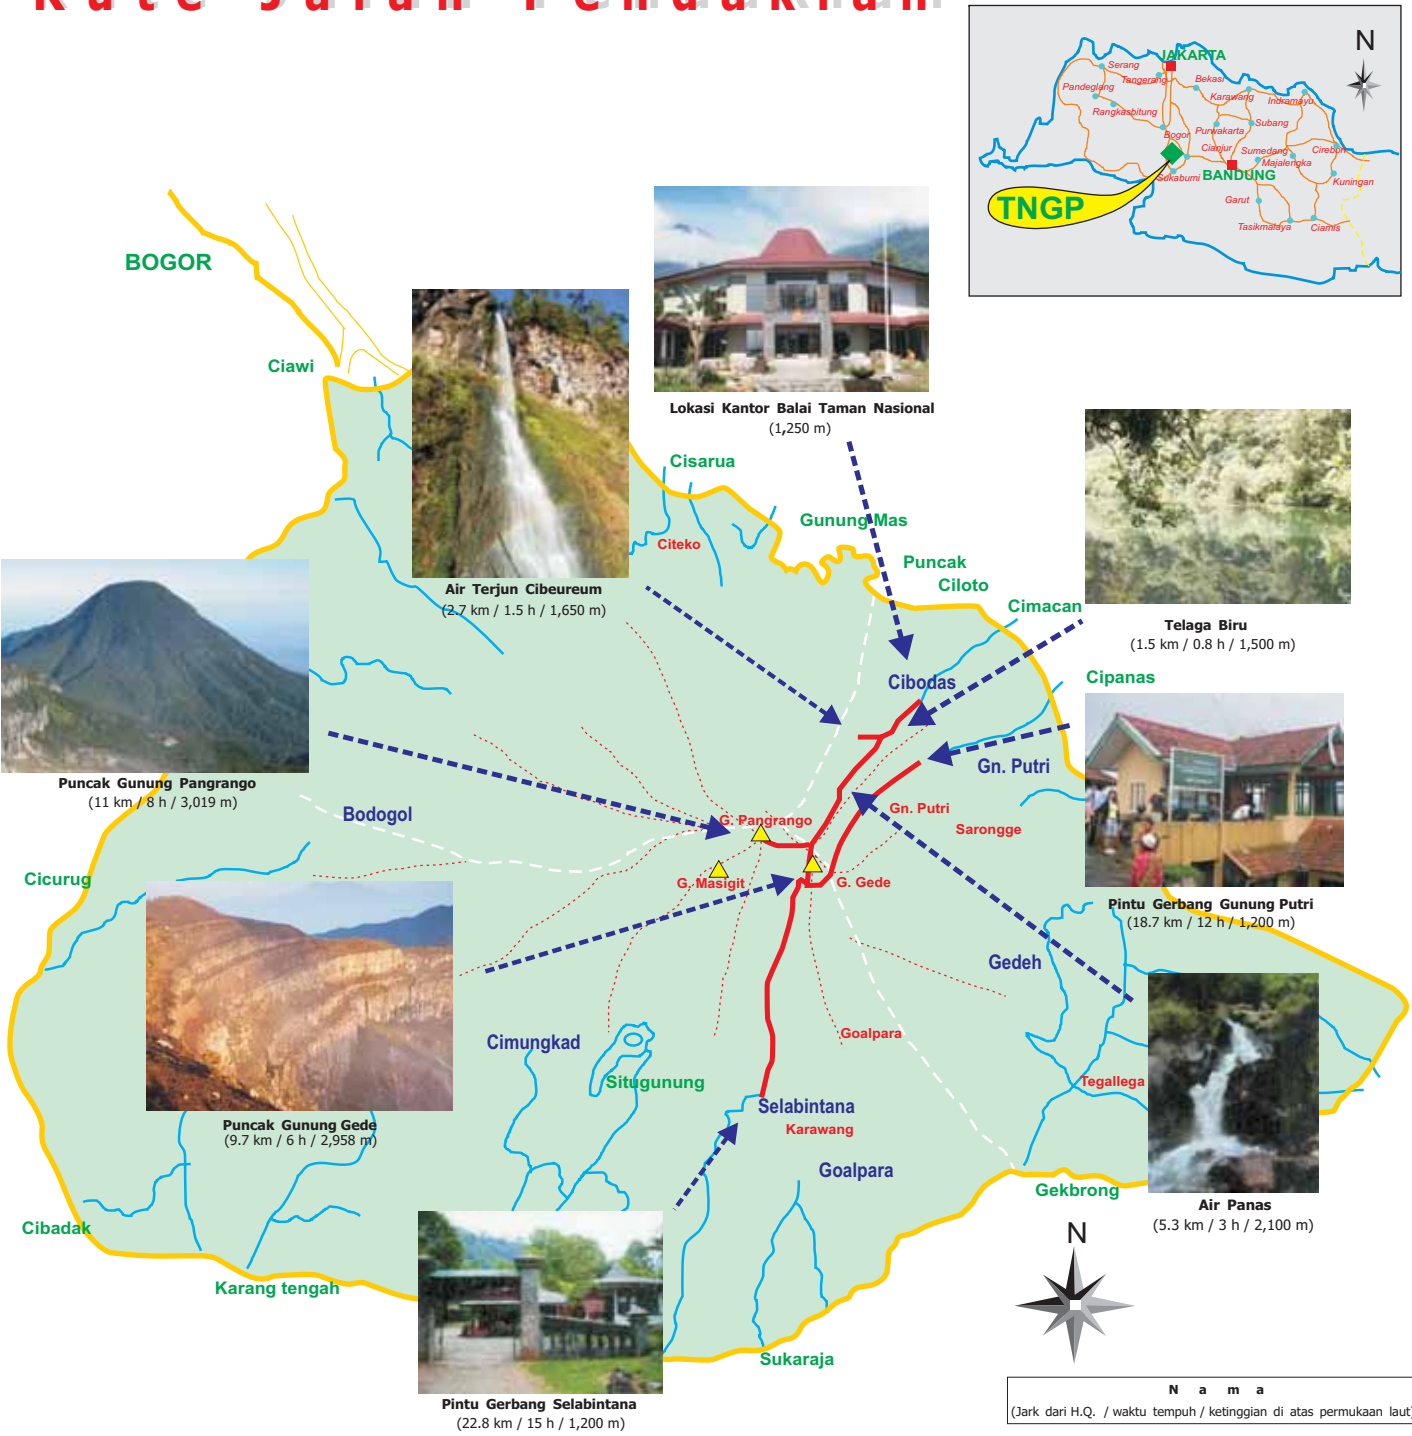 Rute Jalan Pendakian
N
JAKARTA
Serang
Tangerang
Bekasi
Pandeglang
Karawang
Indramayu
Rangkasbitung
Bogor
Purwakarta
Subang
Cianjur
Sumedang
Cirebon
Majalengka
Sukabumi
BANDUNG
Kuningan
TNGP
Garut
Tasikmalaya
Ciamis
BOGOR
Ciawi
Lokasi Kantor Balai Taman Nasional
(1,250 m)
Cisarua
Gunung Mas
Citeko
Puncak
Ciloto
Cimacan
Air Terjun Cibeureum
(2.7 km / 1.5 h / 1,650 m)
Telaga Biru
(1.5 km / 0.8 h / 1,500 m)
Cibodas
Cipanas
Puncak Gunung Pangrango
(11 km / 8 h / 3,019 m)
Gn. Putri
Bodogol
G. Pangrango
Gn. Putri
Sarongge
Cicurug
G. Masigit
G. Gede
Pintu Gerbang Gunung Putri
(18.7 km / 12 h / 1,200 m)
Gedeh
Cimungkad
Goalpara
Situgunung
Tegallega
Selabintana
Karawang
Puncak Gunung Gede
(9.7 km / 6 h / 2,958 m)
Goalpara
Gekbrong
Air Panas
(5.3 km / 3 h / 2,100 m)
Cibadak
N
Karang tengah
Sukaraja
Pintu Gerbang Selabintana
(22.8 km / 15 h / 1,200 m)
N a m a
(Jark dari H.Q. / waktu tempuh / ketinggian di atas permukaan laut)